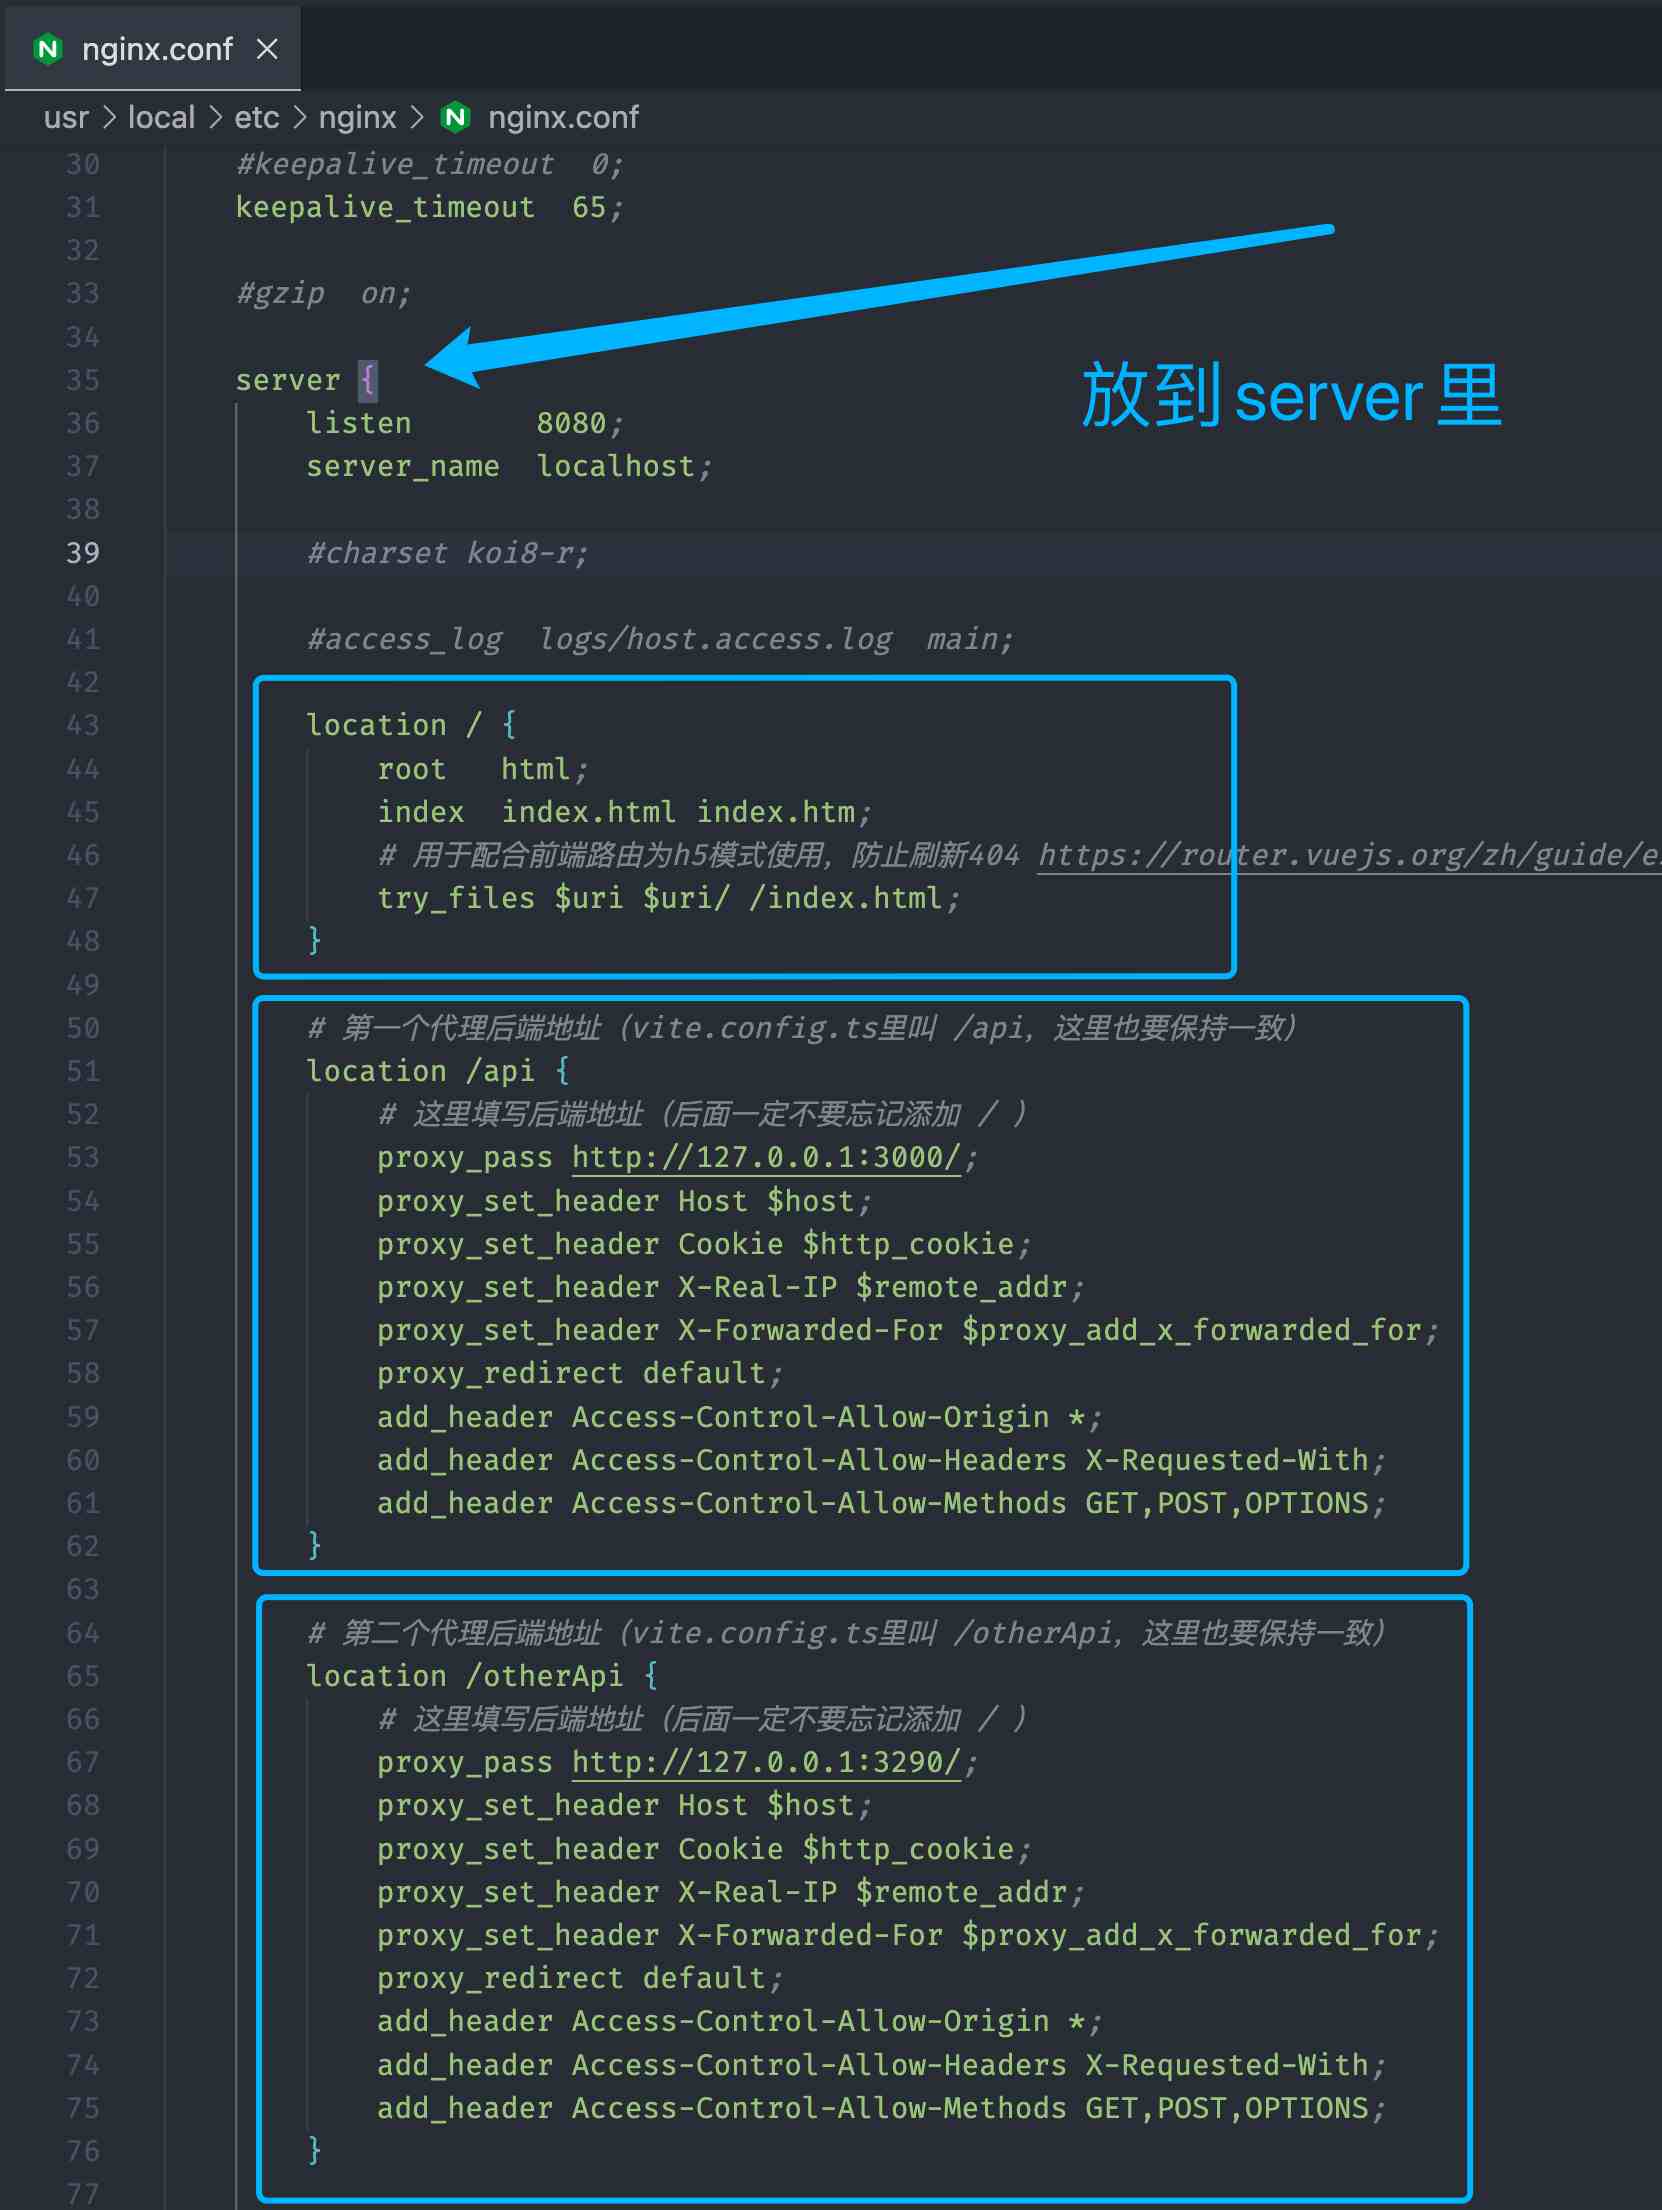 nginx.conf
usr > local > etc > nginx > nginx.conf
30 #keepalive_timeout  0;
31 keepalive_timeout  65;
32
33 #gzip  on;
34
35 server {
放到server里
36 listen       8080;
37 server_name  localhost;
38
39 #charset koi8-r;
40
41 #access_log  logs/host.access.log  main;
42
43 location / {
44 root   html;
45 index  index.html index.htm;
46 # 用于配合前端路由为h5模式使用，防止刷新404 https://router.vuejs.org/zh/guide/es
47 try_files $uri $uri/ /index.html;
48 }
49
50 # 第一个代理后端地址（vite.config.ts里叫 /api，这里也要保持一致）
51 location /api {
52 # 这里填写后端地址（后面一定不要忘记添加 / ）
53 proxy_pass http://127.0.0.1:3000/;
54 proxy_set_header Host $host;
55 proxy_set_header Cookie $http_cookie;
56 proxy_set_header X-Real-IP $remote_addr;
57 proxy_set_header X-Forwarded-For $proxy_add_x_forwarded_for;
58 proxy_redirect default;
59 add_header Access-Control-Allow-Origin *;
60 add_header Access-Control-Allow-Headers X-Requested-With;
61 add_header Access-Control-Allow-Methods GET,POST,OPTIONS;
62 }
63
64 # 第二个代理后端地址（vite.config.ts里叫 /otherApi，这里也要保持一致）
65 location /otherApi {
66 # 这里填写后端地址（后面一定不要忘记添加 / ）
67 proxy_pass http://127.0.0.1:3290/;
68 proxy_set_header Host $host;
69 proxy_set_header Cookie $http_cookie;
70 proxy_set_header X-Real-IP $remote_addr;
71 proxy_set_header X-Forwarded-For $proxy_add_x_forwarded_for;
72 proxy_redirect default;
73 add_header Access-Control-Allow-Origin *;
74 add_header Access-Control-Allow-Headers X-Requested-With;
75 add_header Access-Control-Allow-Methods GET,POST,OPTIONS;
76 }
77